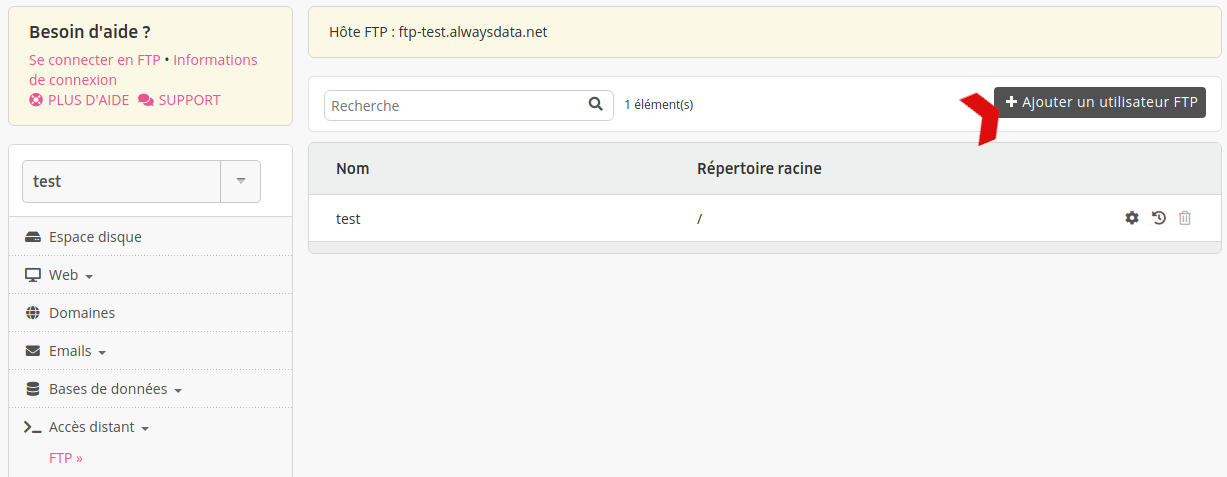 Besoin d'aide ?
Se connecter en FTP • Informations
de connexion
PLUS D'AIDE SUPPORT
test
Espace disque
Web
Domaines
Emails
Bases de données
Accès distant
FTP »
Hôte FTP : ftp-test.alwaysdata.net
Recherche
1 élément(s)
Ajouter un utilisateur FTP
Nom Répertoire racine
test /